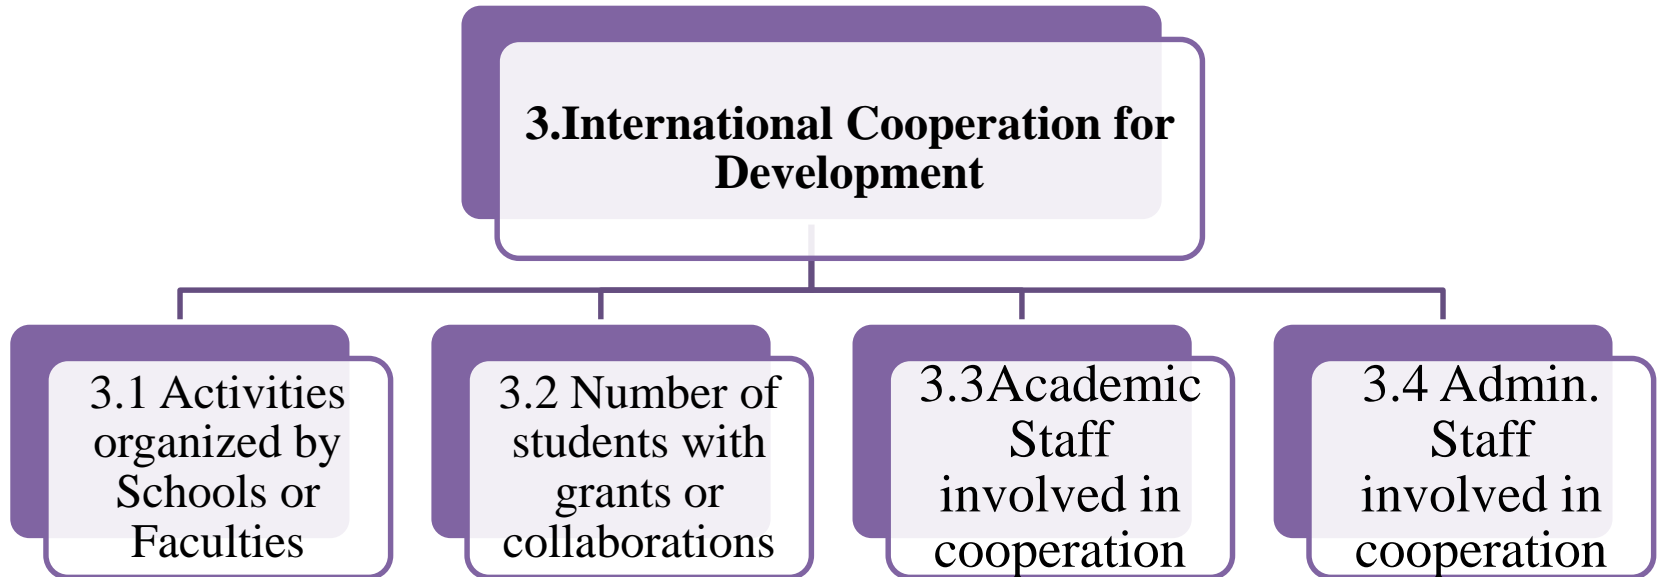 3.International Cooperation for
Development
3.1 Activities
organized by
Schools or
Faculties
3.2 Number of
students with
grants or
collaborations
3.3Academic
Staff
involved in
cooperation
3.4 Admin.
Staff
involved in
cooperation